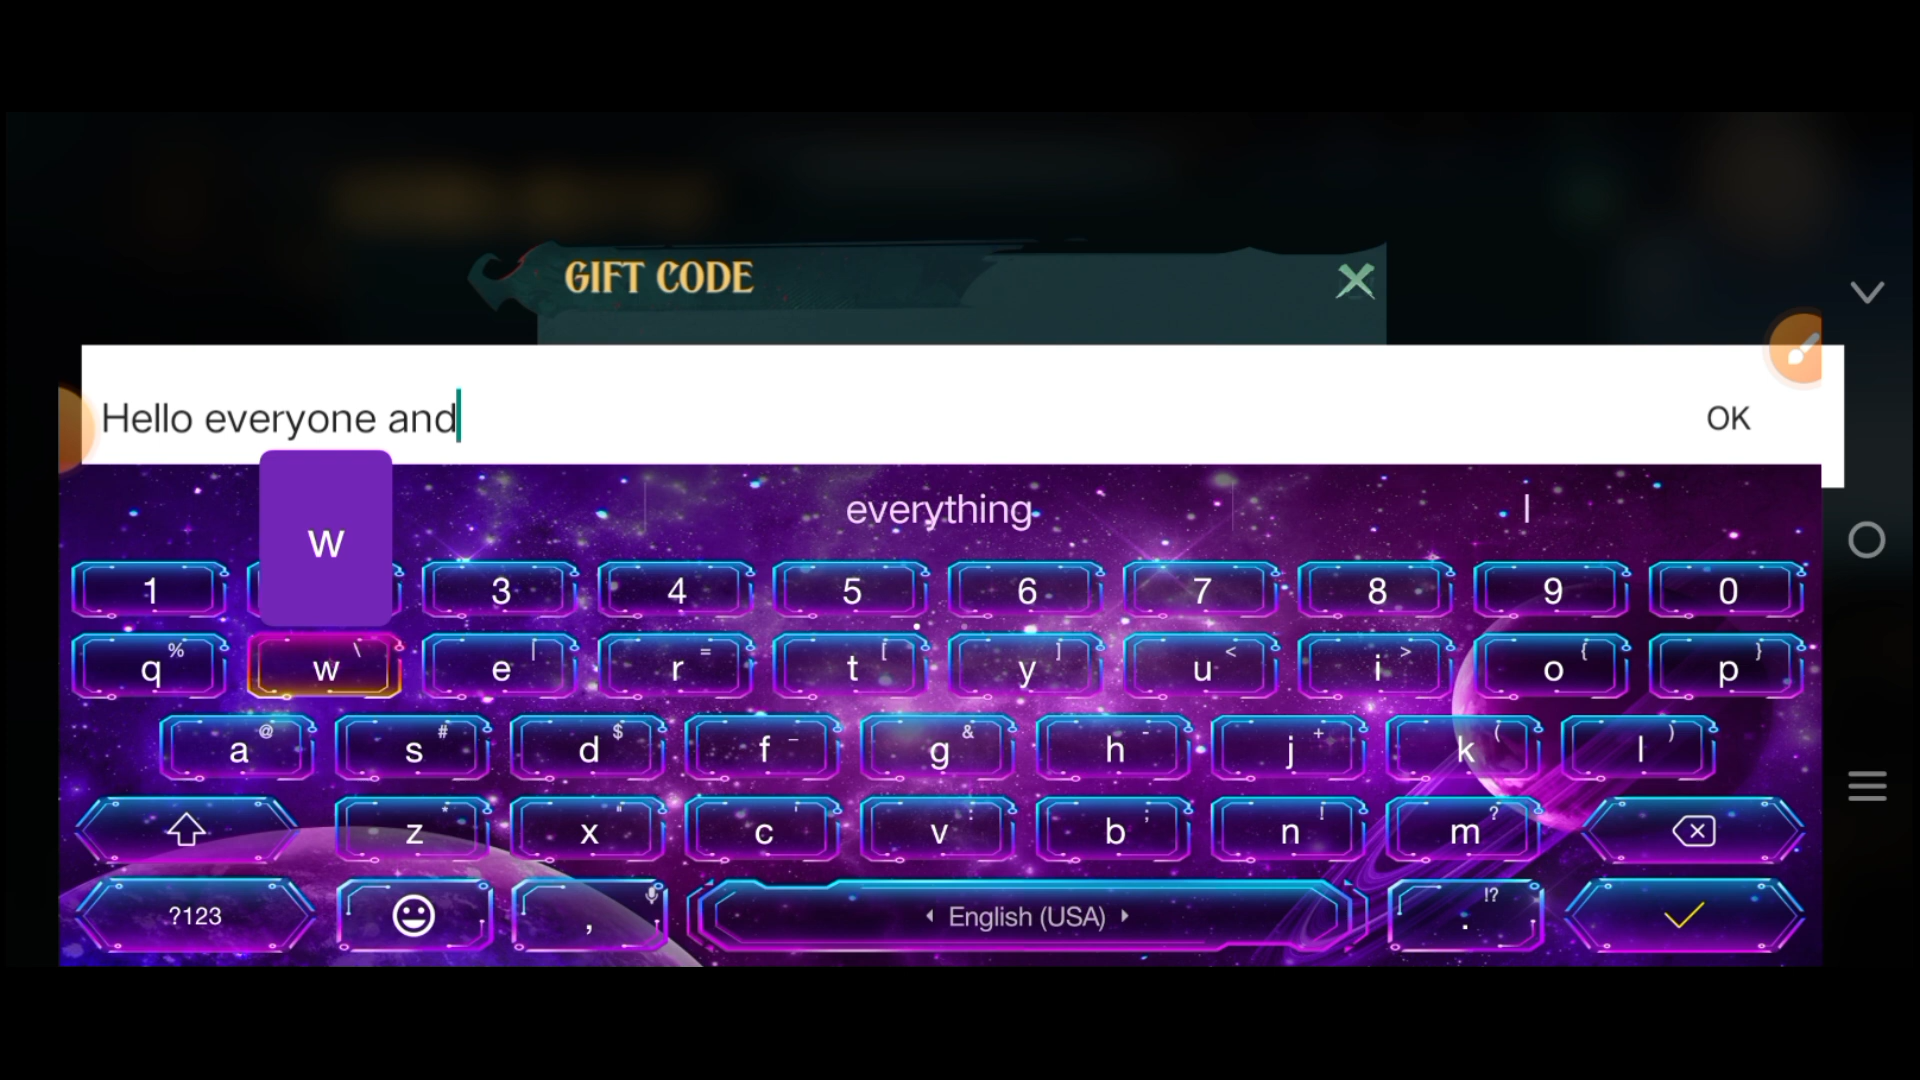 GIFT CODE
Hello everyone and
OK
w
everything
I
1 3 4 5 6 7 8 9 0
q % w \ e | r = t [ y ] u < i > o { p }
a @ s # d $ f _ g & h - j + k ( l )
z * x " c ' v : b ; n ! m ?
?123 , English (USA) . !?